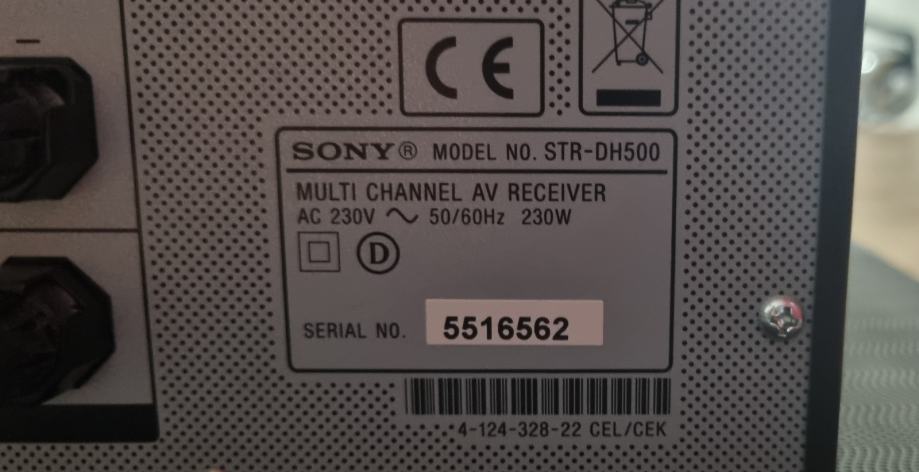 CE
SONY® MODEL NO. STR-DH500
MULTI CHANNEL AV RECEIVER
AC 230V ~ 50/60Hz 230W
D
SERIAL NO. 5516562
4-124-328-22 CEL/CEK